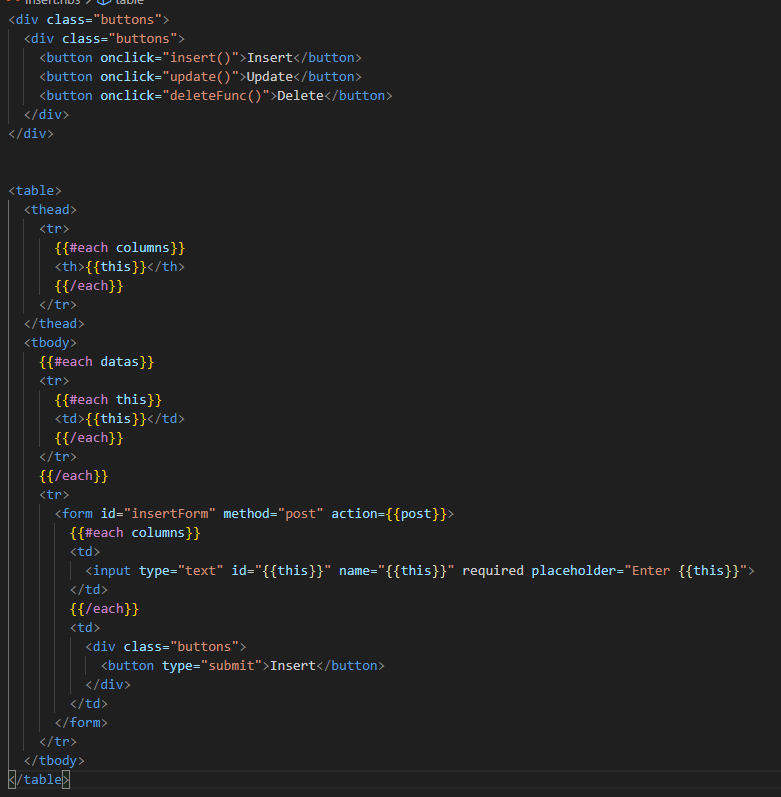 insert.hbs > table
<div class="buttons">
  <div class="buttons">
    <button onclick="insert()">Insert</button>
    <button onclick="update()">Update</button>
    <button onclick="deleteFunc()">Delete</button>
  </div>
</div>
<table>
  <thead>
    <tr>
      {{#each columns}}
      <th>{{this}}</th>
      {{/each}}
    </tr>
  </thead>
  <tbody>
    {{#each datas}}
    <tr>
      {{#each this}}
      <td>{{this}}</td>
      {{/each}}
    </tr>
    {{/each}}
    <tr>
      <form id="insertForm" method="post" action={{post}}>
        {{#each columns}}
        <td>
          <input type="text" id="{{this}}" name="{{this}}" required placeholder="Enter {{this}}">
        </td>
        {{/each}}
        <td>
          <div class="buttons">
            <button type="submit">Insert</button>
          </div>
        </td>
      </form>
    </tr>
  </tbody>
</table>